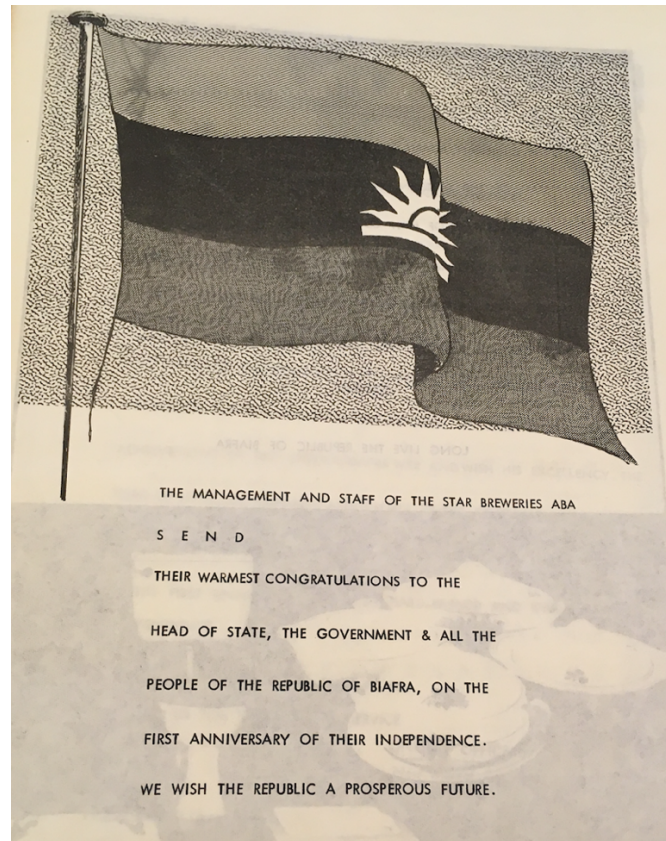 THE MANAGEMENT AND STAFF OF THE STAR BREWERIES ABA
S E N D
THEIR WARMEST CONGRATULATIONS TO THE
HEAD OF STATE, THE GOVERNMENT & ALL THE
PEOPLE OF THE REPUBLIC OF BIAFRA, ON THE
FIRST ANNIVERSARY OF THEIR INDEPENDENCE.
WE WISH THE REPUBLIC A PROSPEROUS FUTURE.